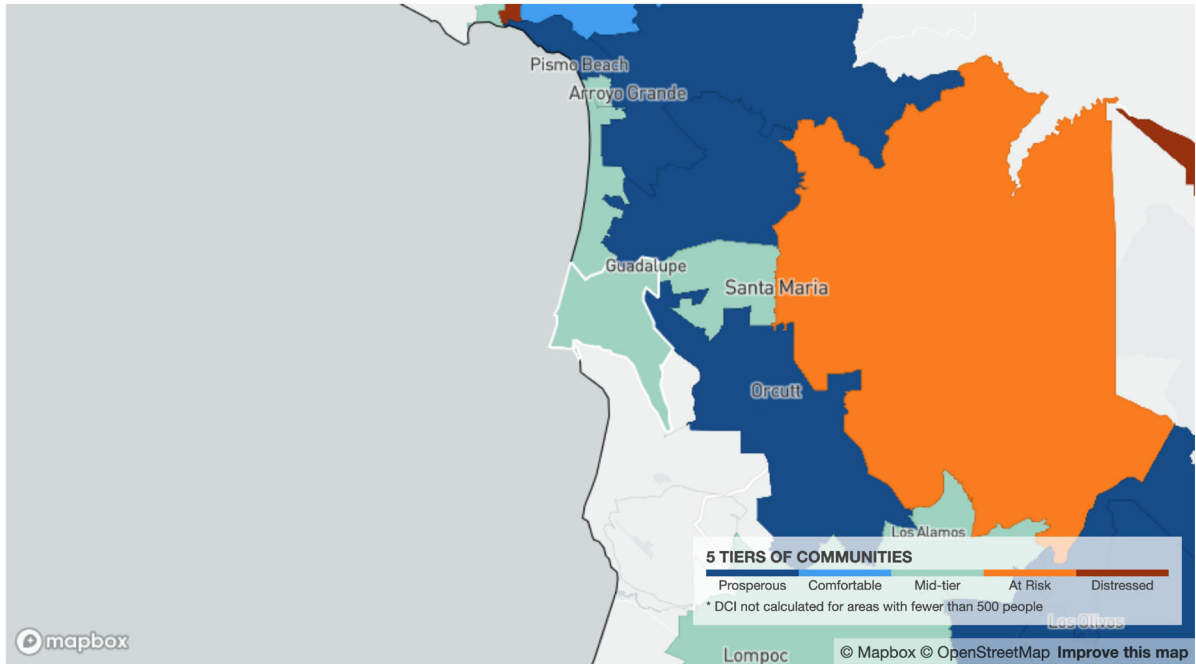 Pismo Beach
Arroyo Grande
Guadalupe
Santa Maria
Orcutt
Los Alamos
5 TIERS OF COMMUNITIES
Prosperous Comfortable Mid-tier At Risk Distressed
* DCI not calculated for areas with fewer than 500 people
Los Olivos
mapbox
Lompoc
© Mapbox © OpenStreetMap Improve this map